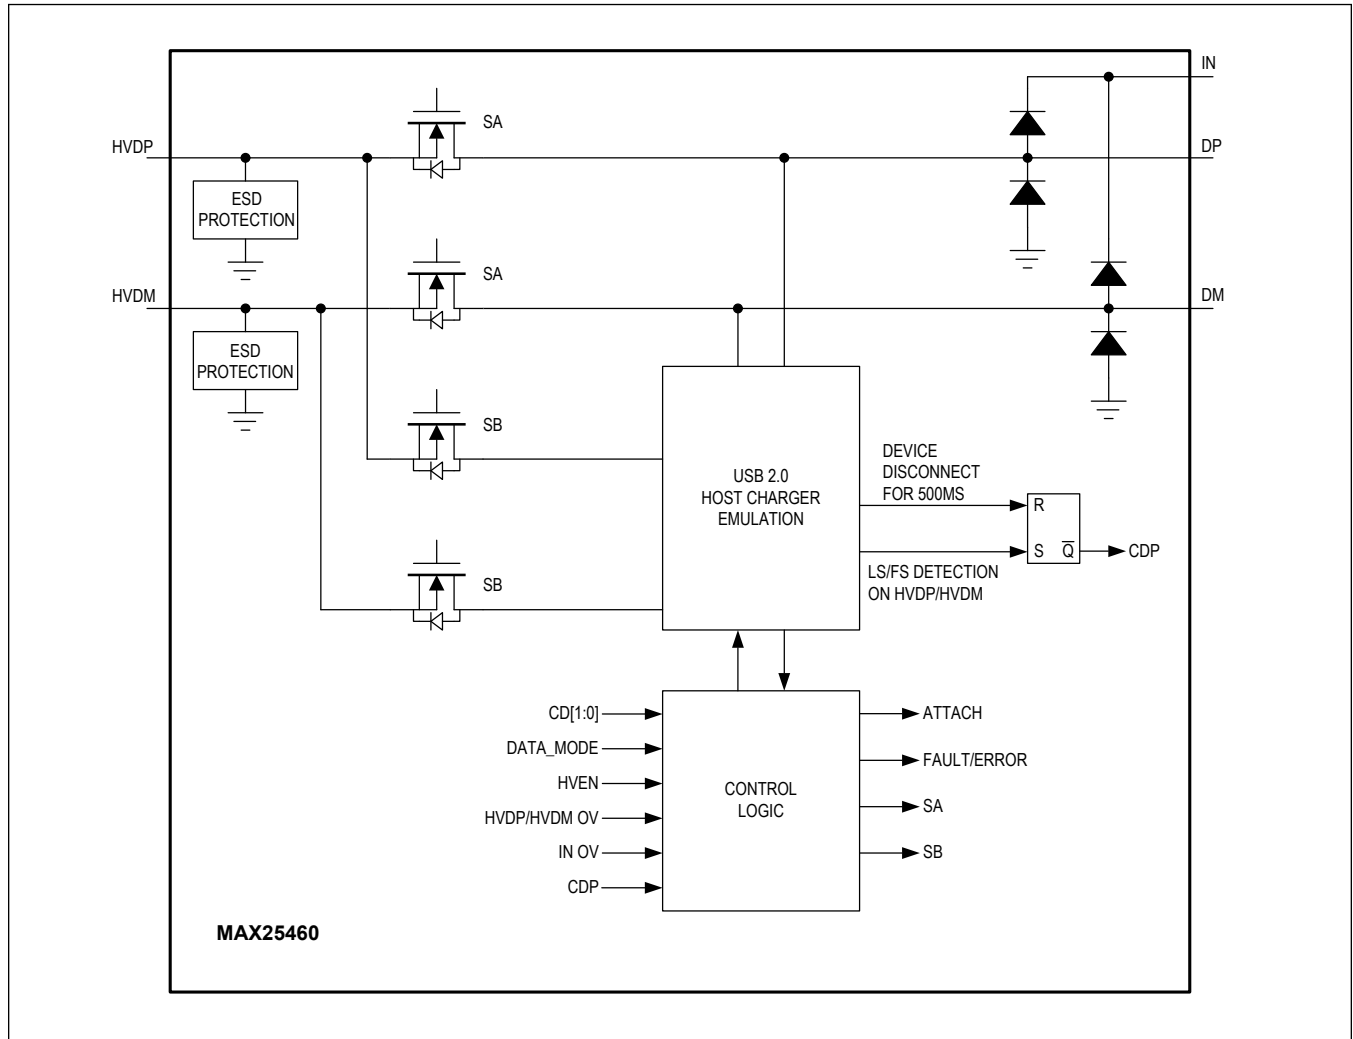 IN
SA
HVDP
DP
ESD
PROTECTION
SA
HVDM
DM
ESD
PROTECTION
SB
USB 2.0
HOST CHARGER
EMULATION
DEVICE
DISCONNECT
FOR 500MS
R
S
Q̅
CDP
LS/FS DETECTION
ON HVDP/HVDM
SB
CD[1:0]
DATA_MODE
HVEN
HVDP/HVDM OV
IN OV
CDP
CONTROL
LOGIC
ATTACH
FAULT/ERROR
SA
SB
MAX25460